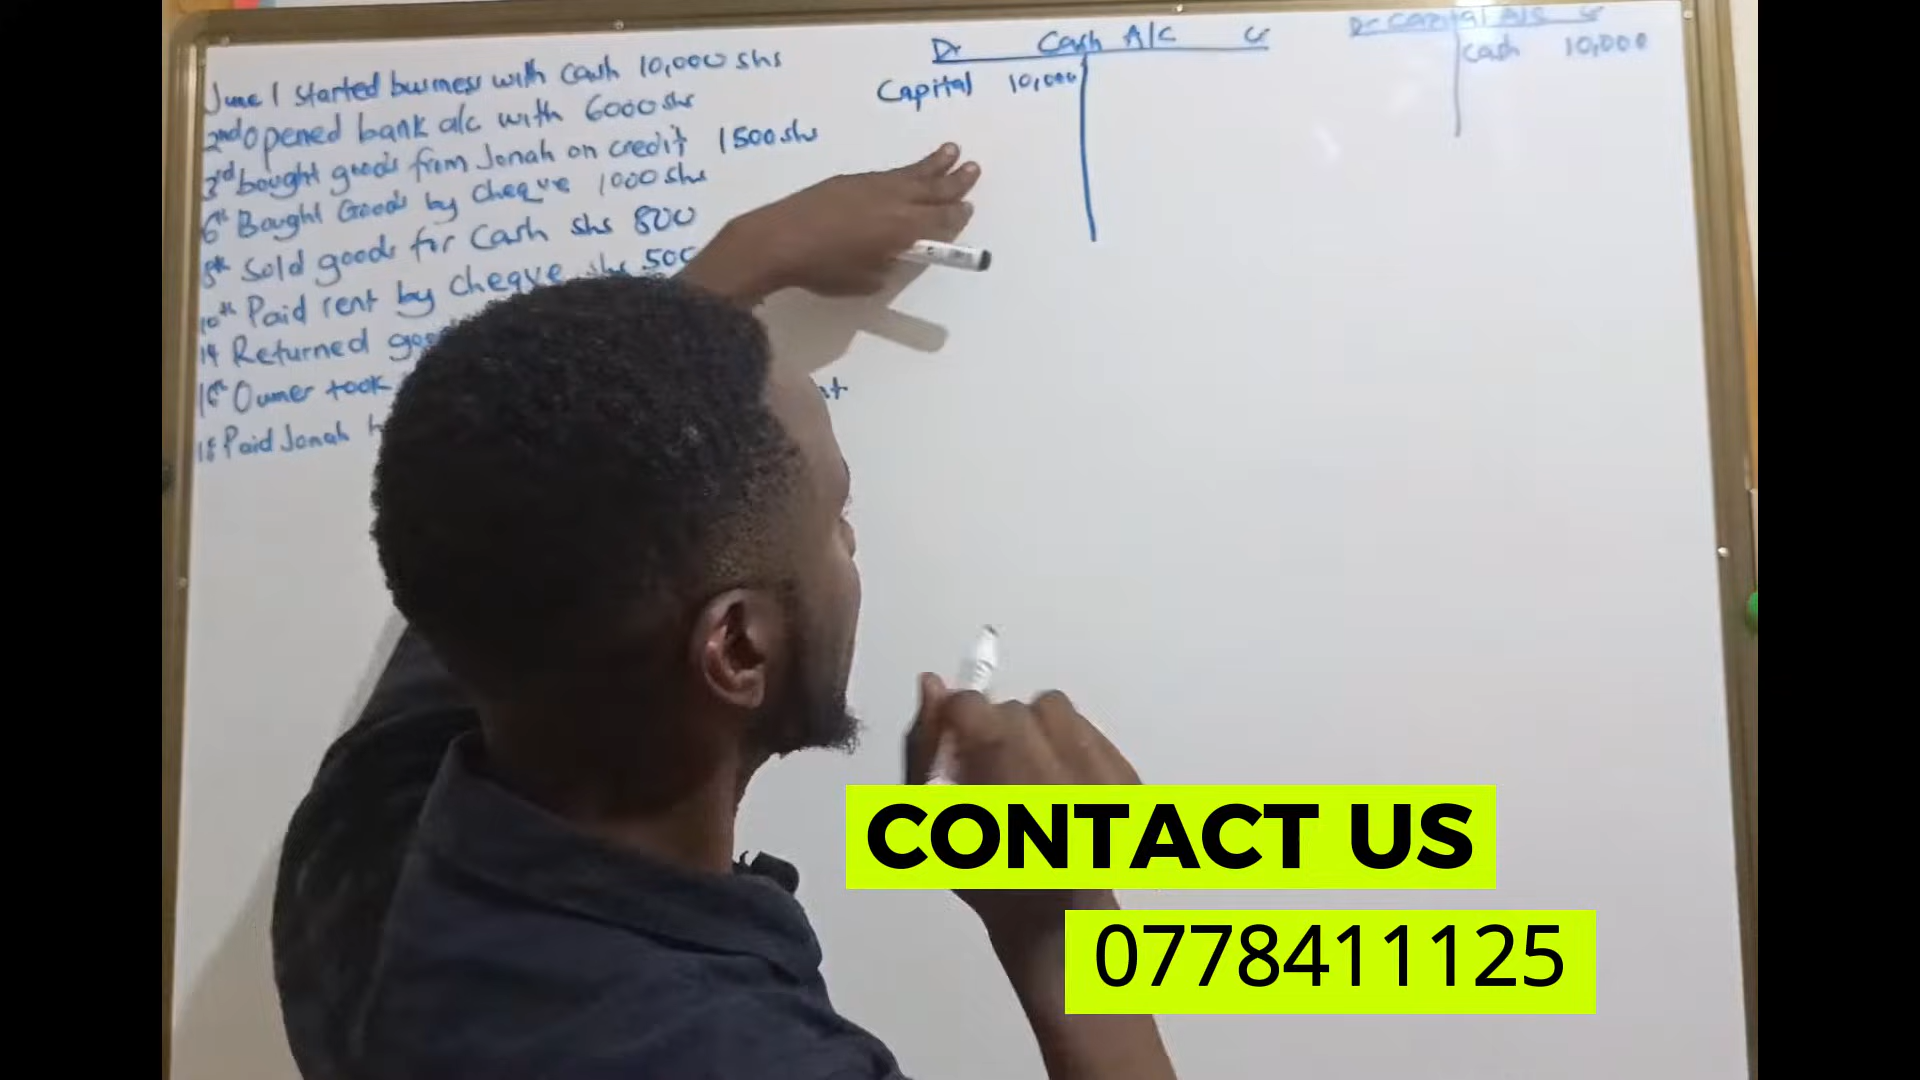 June 1 started business with cash 10,000 shs
2nd Opened bank a/c with 6000 shs
3rd bought goods from Jonah on credit 1500 shs
6th Bought Goods by cheque 1000 shs
8th Sold goods for cash shs 800
10th Paid rent by cheque shs 500
14 Returned
16th Owner took
18 Paid Jonah
Dr Cash A/C Cr
Capital 10,000
Dr Capital A/C Cr
Cash 10,000
CONTACT US
0778411125